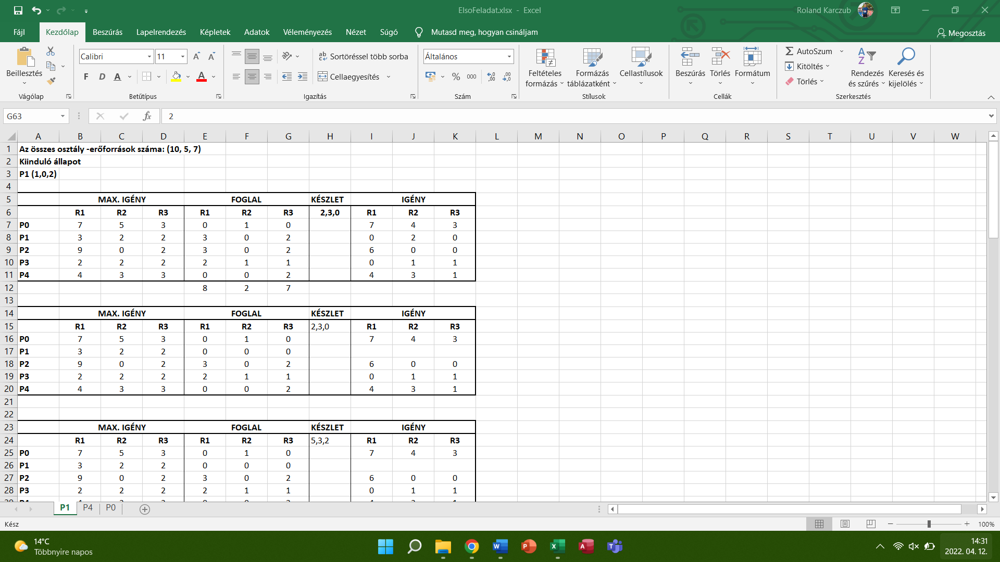 ElsoFeladat.xlsx - Excel
Roland Karczub
Fájl Kezdőlap Beszúrás Lapelrendezés Képletek Adatok Véleményezés Nézet Súgó Mutasd meg, hogyan csináljam Megosztás
Beillesztés
Vágólap
Calibri 11
F D A A
Betűtípus
Sortöréssel több sorba
Cellaegyesítés
Igazítás
Általános
% 000
Szám
Feltételes formázás
Formázás táblázatként
Cellastílusok
Stílusok
Beszúrás Törlés Formátum
Cellák
AutoSzum
Kitöltés
Törlés
Rendezés és szűrés
Keresés és kijelölés
Szerkesztés
G63 fx 2
A B C D E F G H I J K L M N O P Q R S T U V W
1 Az összes osztály -erőforrások száma: (10, 5, 7)
2 Kiinduló állapot
3 P1 (1,0,2)
4
5 MAX. IGÉNY FOGLAL KÉSZLET IGÉNY
6 R1 R2 R3 R1 R2 R3 2,3,0 R1 R2 R3
7 P0 7 5 3 0 1 0 7 4 3
8 P1 3 2 2 3 0 2 0 2 0
9 P2 9 0 2 3 0 2 6 0 0
10 P3 2 2 2 2 1 1 0 1 1
11 P4 4 3 3 0 0 2 4 3 1
12 8 2 7
13
14 MAX. IGÉNY FOGLAL KÉSZLET IGÉNY
15 R1 R2 R3 R1 R2 R3 2,3,0 R1 R2 R3
16 P0 7 5 3 0 1 0 7 4 3
17 P1 3 2 2 0 0 0
18 P2 9 0 2 3 0 2 6 0 0
19 P3 2 2 2 2 1 1 0 1 1
20 P4 4 3 3 0 0 2 4 3 1
21
22
23 MAX. IGÉNY FOGLAL KÉSZLET IGÉNY
24 R1 R2 R3 R1 R2 R3 5,3,2 R1 R2 R3
25 P0 7 5 3 0 1 0 7 4 3
26 P1 3 2 2 0 0 0
27 P2 9 0 2 3 0 2 6 0 0
28 P3 2 2 2 2 1 1 0 1 1
P1 P4 P0
Kész
100%
14°C
Többnyire napos
14:31
2022. 04. 12.